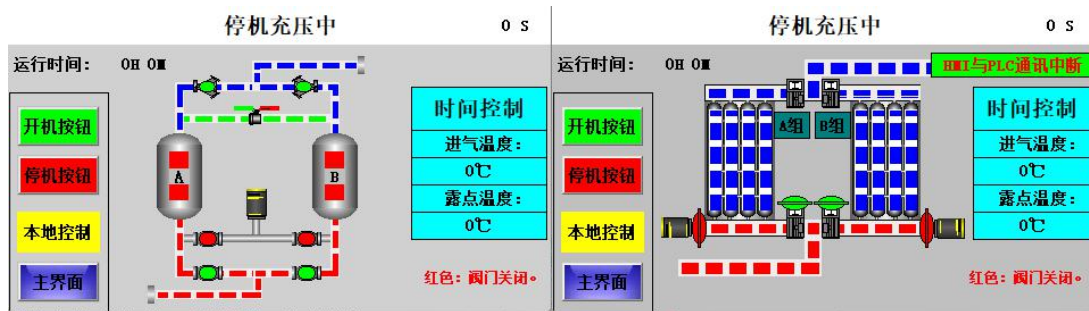 停机充压中
0 S
运行时间:
0H 0M
开机按钮
停机按钮
本地控制
主界面
A
B
时间控制
进气温度:
0℃
露点温度:
0℃
红色:阀门关闭。
停机充压中
0 S
运行时间:
0H 0M
HMI与PLC通讯中断
开机按钮
停机按钮
本地控制
主界面
A组
B组
时间控制
进气温度:
0℃
露点温度:
0℃
红色:阀门关闭。